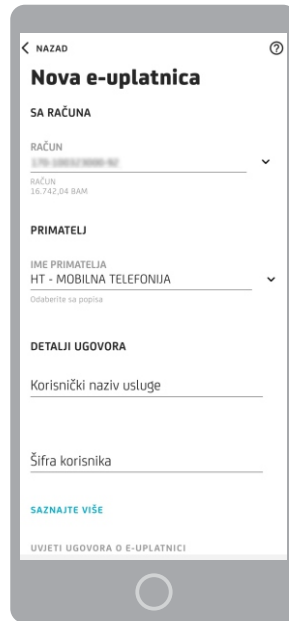 NAZAD
Nova e-uplatnica
SA RAČUNA
RAČUN
RAČUN
16.742,04 BAM
PRIMATELJ
IME PRIMATELJA
HT - MOBILNA TELEFONIJA
Odaberite sa popisa
DETALJI UGOVORA
Korisnički naziv usluge
Šifra korisnika
SAZNAJTE VIŠE
UVJETI UGOVORA O E-UPLATNICI